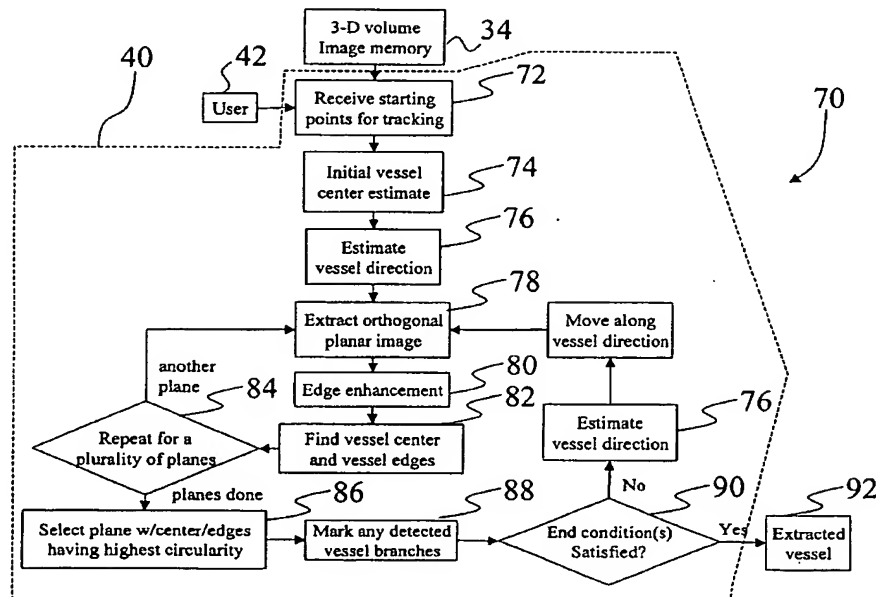 3-D volume
Image memory
34
40
42
User
Receive starting
points for tracking
72
70
Initial vessel
center estimate
74
Estimate
vessel direction
76
Extract orthogonal
planar image
78
Move along
vessel direction
another
plane
Edge enhancement
80
84
Repeat for a
plurality of planes
Find vessel center
and vessel edges
82
Estimate
vessel direction
76
planes done
No
Select plane w/center/edges
having highest circularity
86
Mark any detected
vessel branches
88
End condition(s)
Satisfied?
90
Yes
Extracted
vessel
92